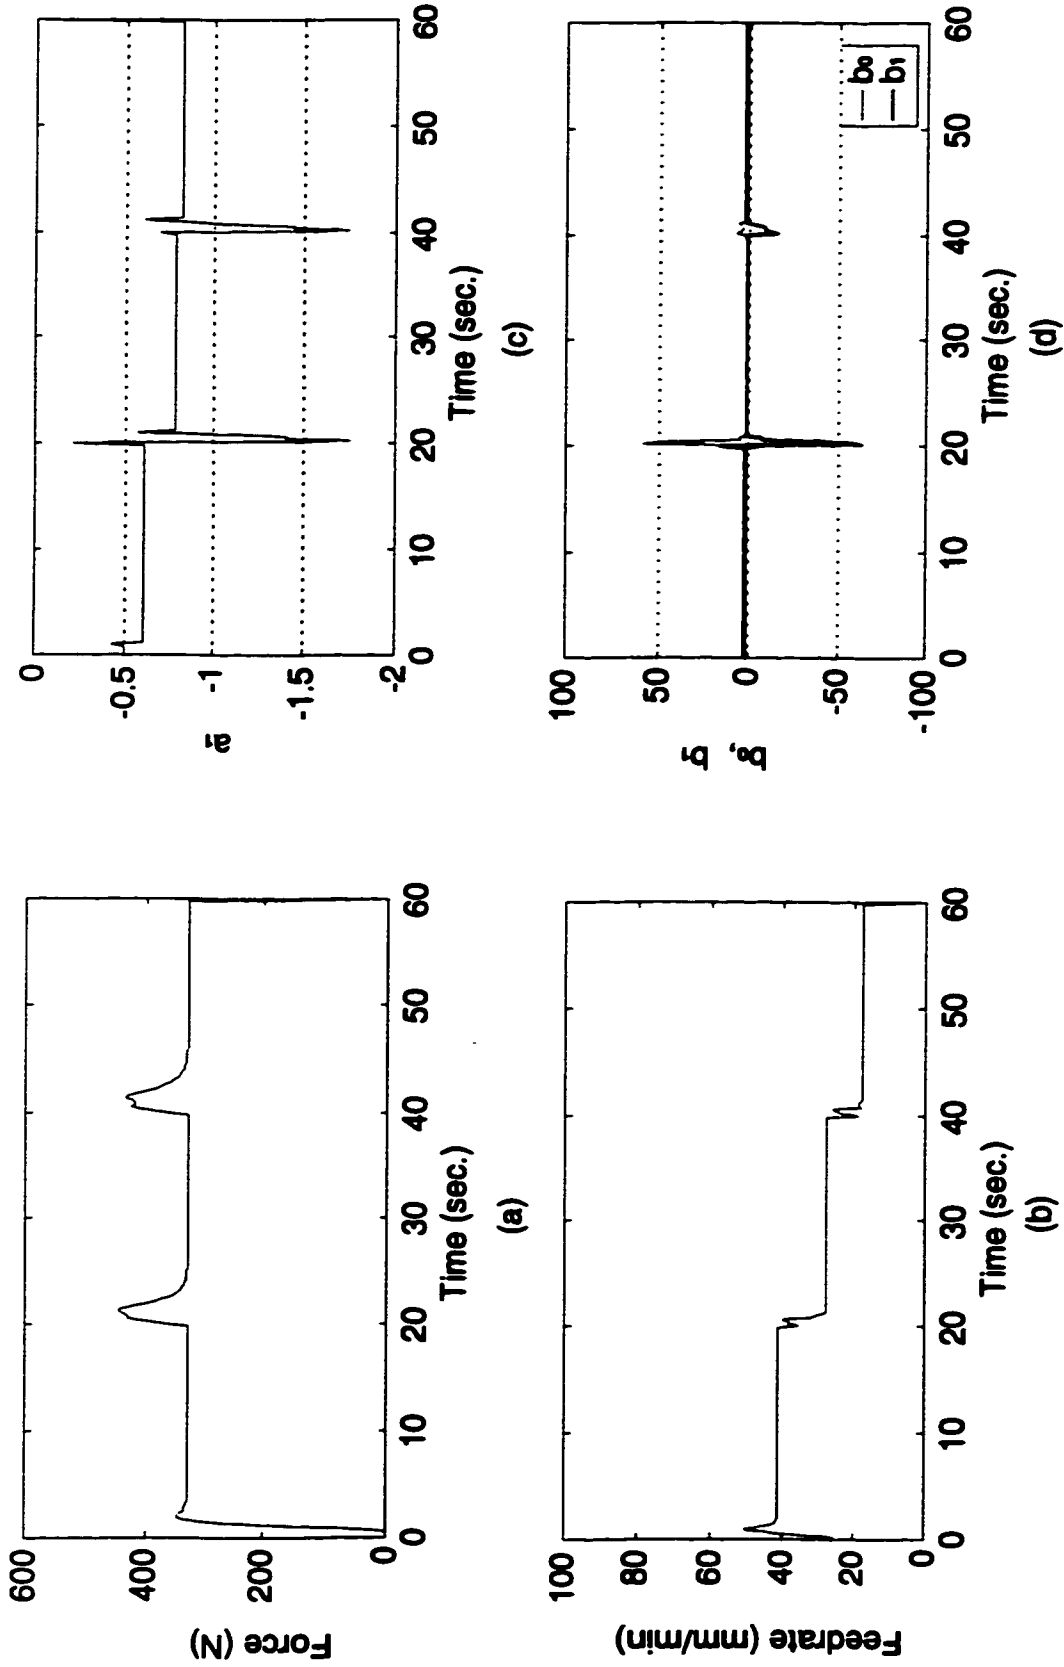 600
400
200
0
Force (N)
0 10 20 30 40 50 60
Time (sec.)
(a)
0
-0.5
-1
-1.5
-2
a₁
0 10 20 30 40 50 60
Time (sec.)
(c)
100
80
60
40
20
0
Feedrate (mm/min)
0 10 20 30 40 50 60
Time (sec.)
(b)
100
50
0
-50
-100
b₀, b₁
b₀
b₁
0 10 20 30 40 50 60
Time (sec.)
(d)